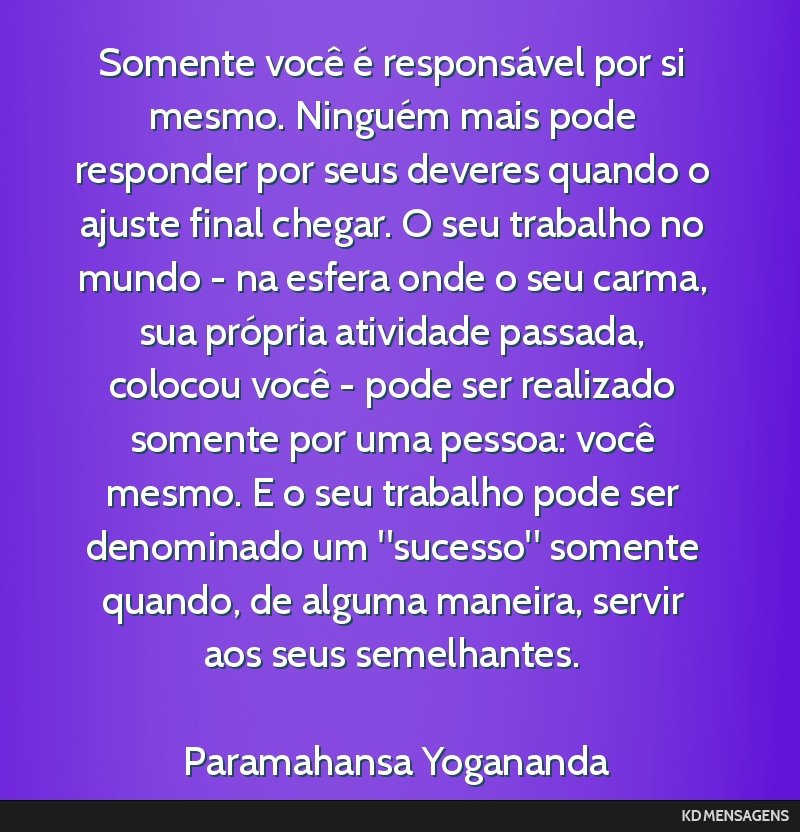 Somente você é responsável por si
mesmo. Ninguém mais pode
responder por seus deveres quando o
ajuste final chegar. O seu trabalho no
mundo - na esfera onde o seu carma,
sua própria atividade passada,
colocou você - pode ser realizado
somente por uma pessoa: você
mesmo. E o seu trabalho pode ser
denominado um "sucesso" somente
quando, de alguma maneira, servir
aos seus semelhantes.
Paramahansa Yogananda
KD MENSAGENS